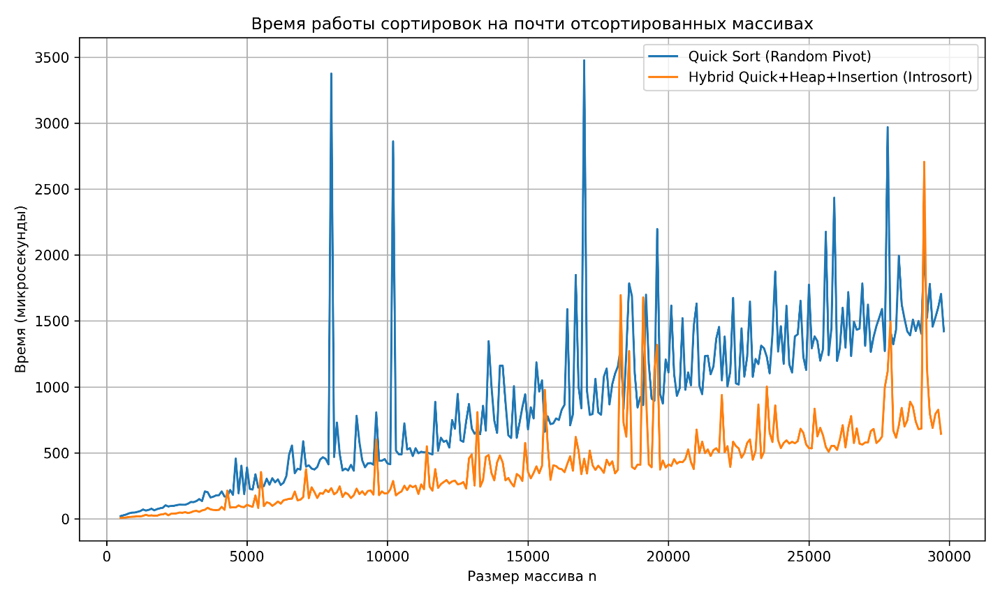 Время работы сортировок на почти отсортированных массивах
Quick Sort (Random Pivot)
Hybrid Quick+Heap+Insertion (Introsort)
Время (микросекунды)
3500
3000
2500
2000
1500
1000
500
0
0 5000 10000 15000 20000 25000 30000
Размер массива n